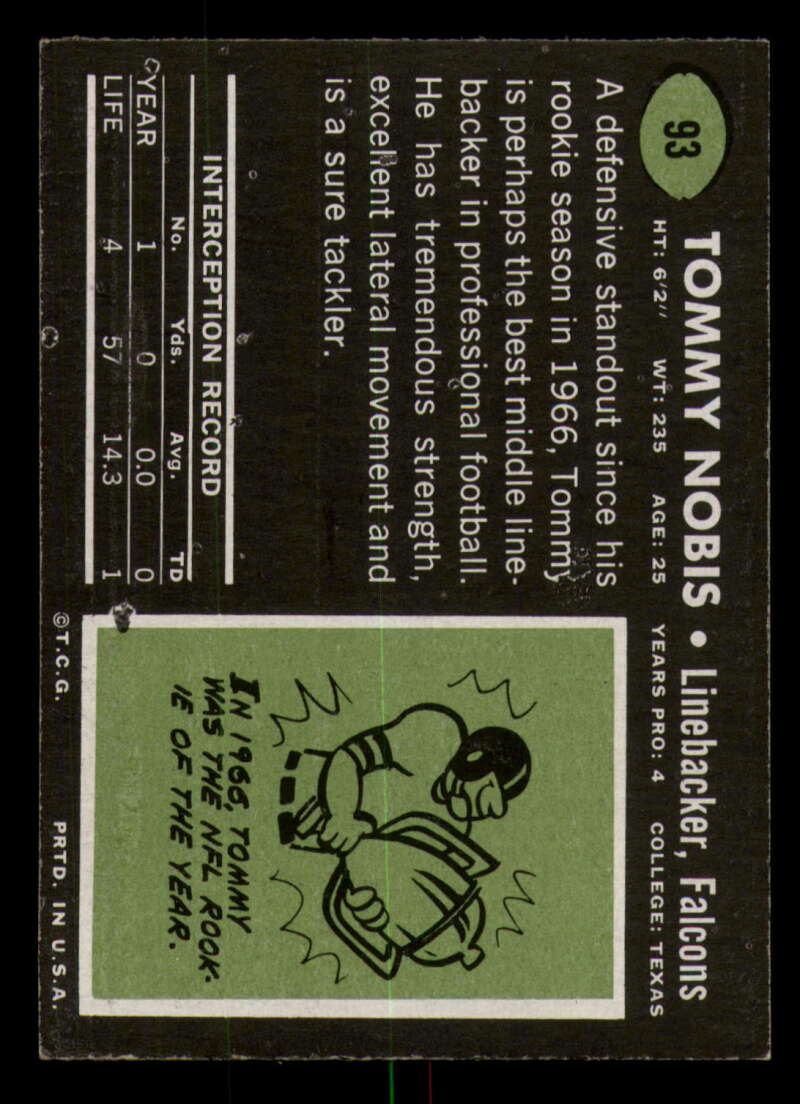 93
TOMMY NOBIS • Linebacker, Falcons
HT: 6'2" WT: 235 AGE: 25 YEARS PRO: 4 COLLEGE: TEXAS
A defensive standout since his
rookie season in 1966, Tommy
is perhaps the best middle line-
backer in professional football.
He has tremendous strength,
excellent lateral movement and
is a sure tackler.
INTERCEPTION RECORD
No. Yds. Avg. TD
YEAR 1 0 0.0 0
LIFE 4 57 14.3 1
IN 1966, TOMMY
WAS THE NFL ROOK-
IE OF THE YEAR.
©T.C.G. PRTD. IN U.S.A.